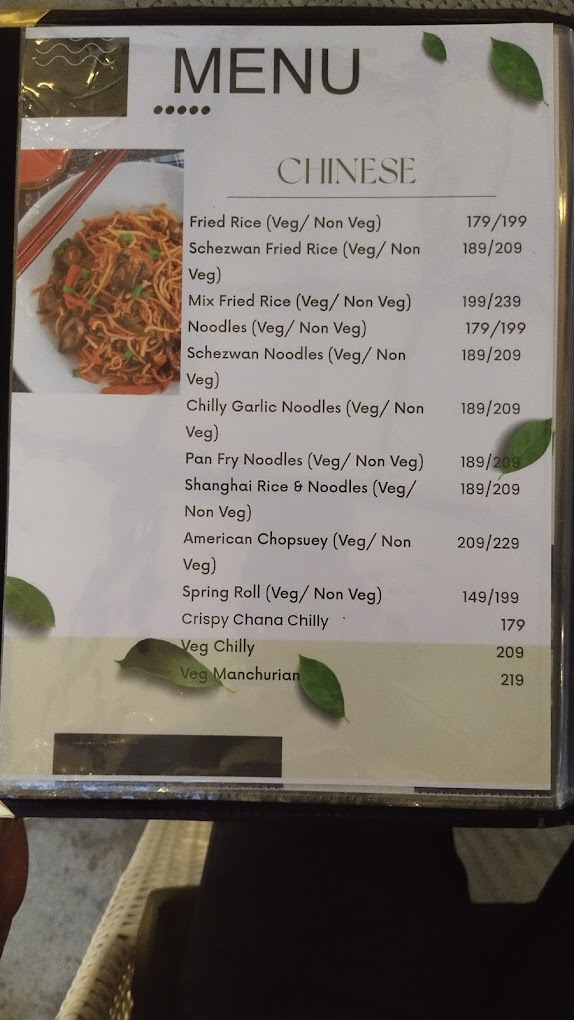 MENU
CHINESE
Fried Rice (Veg/ Non Veg) 179/199
Schezwan Fried Rice (Veg/ Non 189/209
Veg)
Mix Fried Rice (Veg/ Non Veg) 199/239
Noodles (Veg/ Non Veg) 179/199
Schezwan Noodles (Veg/ Non 189/209
Veg)
Chilly Garlic Noodles (Veg/ Non 189/209
Veg)
Pan Fry Noodles (Veg/ Non Veg) 189/209
Shanghai Rice & Noodles (Veg/ 189/209
Non Veg)
American Chopsuey (Veg/ Non 209/229
Veg)
Spring Roll (Veg/ Non Veg) 149/199
Crispy Chana Chilly 179
Veg Chilly 209
Veg Manchurian 219